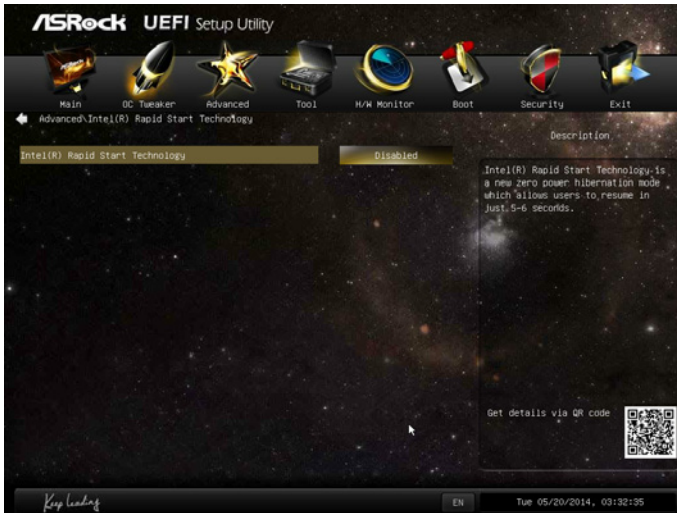 ASRock UEFI Setup Utility
ASRock
Main OC Tweaker Advanced Tool H/W Monitor Boot Security Exit
Advanced\Intel(R) Rapid Start Technology
Description
Intel(R) Rapid Start Technology Disabled
Intel(R) Rapid Start Technology is
a new zero power hibernation mode
which allows users to resume in
just 5-6 seconds.
Get details via QR code
Keep Leading
EN Tue 05/20/2014, 03:32:35